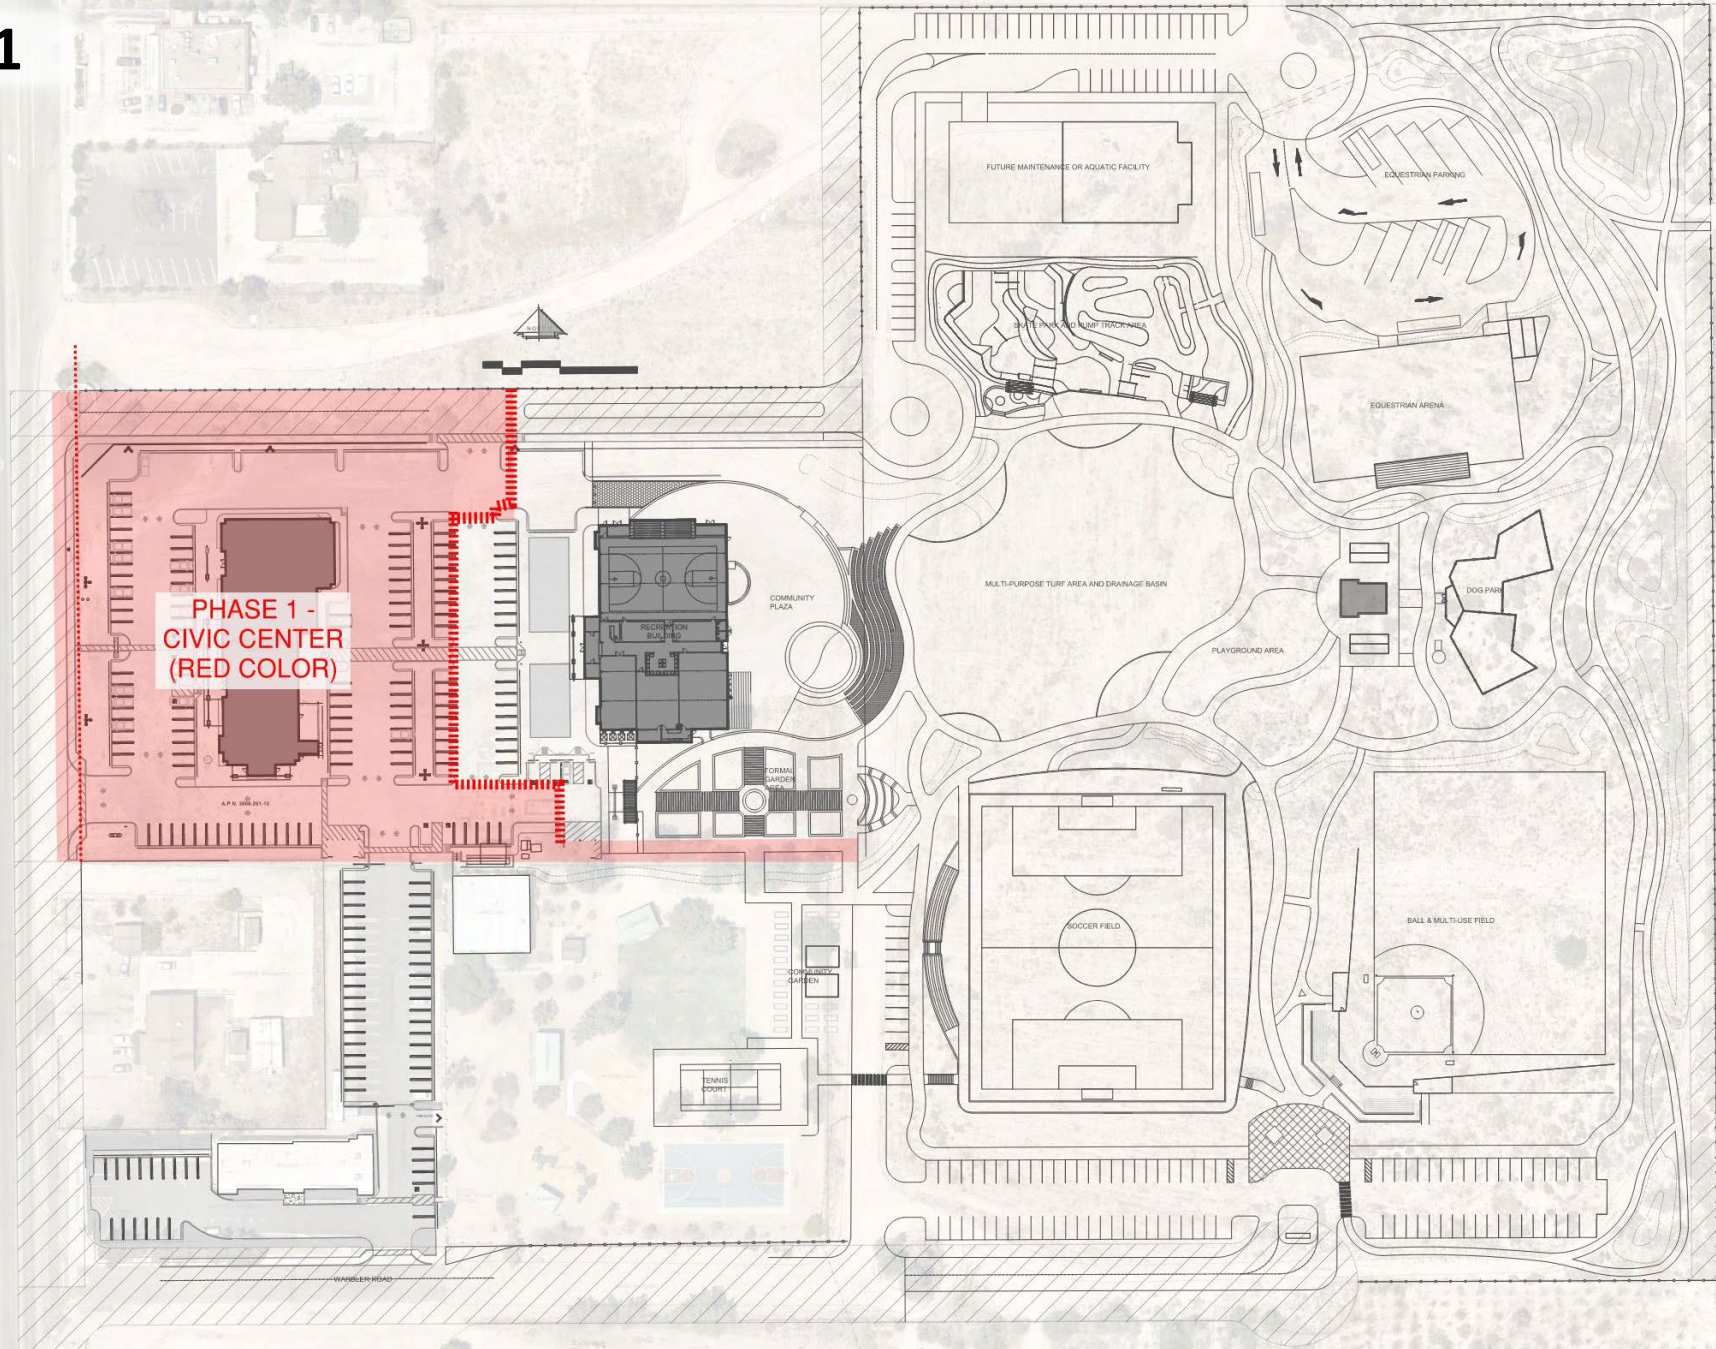 1
FUTURE MAINTENANCE OR AQUATIC FACILITY
EQUESTRIAN PARKING
SKATE PARK AND PUMP TRACK AREA
EQUESTRIAN ARENA
PHASE 1 -
CIVIC CENTER
(RED COLOR)
COMMUNITY
PLAZA
RECREATION
BUILDING
MULTI-PURPOSE TURF AREA AND DRAINAGE BASIN
DOG PARK
PLAYGROUND AREA
FORMAL
GARDEN
AREA
SOCCER FIELD
BALL & MULTI-USE FIELD
COMMUNITY
GARDEN
TENNIS
COURT
WARBLER ROAD